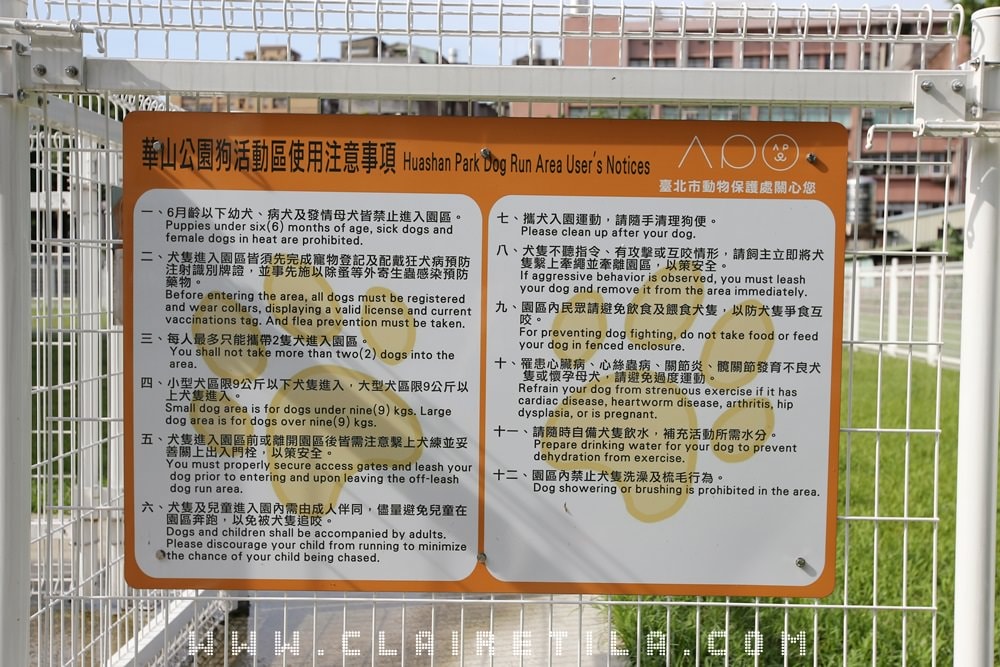 華山公園狗活動區使用注意事項 Huashan Park Dog Run Area User's Notices
APO
臺北市動物保護處關心您
一、6月齡以下幼犬、病犬及發情母犬皆禁止進入園區。
Puppies under six(6) months of age, sick dogs and
female dogs in heat are prohibited.
二、犬隻進入園區皆須先完成寵物登記及配戴狂犬病預防
注射識別牌證，並事先施以除蚤等外寄生蟲感染預防
藥物。
Before entering the area, all dogs must be registered
and wear collars, displaying a valid license and current
vaccinations tag. And flea prevention must be taken.
三、每人最多只能攜帶2隻犬進入園區。
You shall not take more than two(2) dogs into the
area.
四、小型犬區限9公斤以下犬隻進入，大型犬區限9公斤以
上犬隻進入。
Small dog area is for dogs under nine(9) kgs. Large
dog area is for dogs over nine(9) kgs.
五、犬隻進入園區前或離開園區後皆需注意繫上犬練並妥
善關上出入門栓，以策安全。
You must properly secure access gates and leash your
dog prior to entering and upon leaving the off-leash
dog run area.
六、犬隻及兒童進入園內需由成人伴同，儘量避免兒童在
園區奔跑，以免被犬隻追咬。
Dogs and children shall be accompanied by adults.
Please discourage your child from running to minimize
the chance of your child being chased.
七、攜犬入園運動，請隨手清理狗便。
Please clean up after your dog.
八、犬隻不聽指令、有攻擊或互咬情形，請飼主立即將犬
隻繫上牽繩並牽離園區，以策安全。
If aggressive behavior is observed, you must leash
your dog and remove it from the area immediately.
九、園區內民眾請避免飲食及餵食犬隻，以防犬隻爭食互
咬。
For preventing dog fighting, do not take food or feed
your dog in fenced enclosure.
十、罹患心臟病、心絲蟲病、關節炎、髖關節發育不良犬
隻或懷孕母犬，請避免過度運動。
Refrain your dog from strenuous exercise if it has
cardiac disease, heartworm disease, arthritis, hip
dysplasia, or is pregnant.
十一、請隨時自備犬隻飲水，補充活動所需水分。
Prepare drinking water for your dog to prevent
dehydration from exercise.
十二、園區內禁止犬隻洗澡及梳毛行為。
Dog showering or brushing is prohibited in the area.
WWW.CLAIRETILA.COM